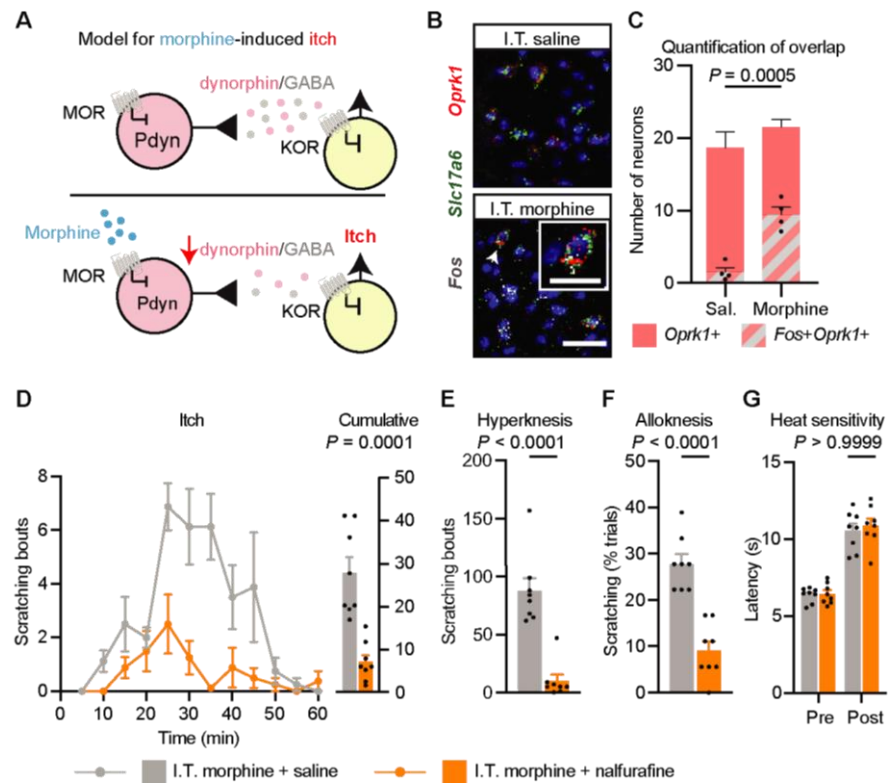 A
Model for morphine-induced itch
dynorphin/GABA
MOR
Pdyn
KOR
Morphine
dynorphin/GABA
Itch
MOR
Pdyn
KOR
B
I.T. saline
I.T. morphine
Fos Slc17a6 Oprk1
C
Quantification of overlap
P = 0.0005
Number of neurons
30
20
10
0
Sal. Morphine
Oprk1+ Fos+Oprk1+
D
Itch
Cumulative
P = 0.0001
Scratching bouts
8
6
4
2
0
0 10 20 30 40 50 60
Time (min)
50
40
30
20
10
0
E
Hyperknesis
P < 0.0001
Scratching bouts
200
150
100
50
0
F
Alloknesis
P < 0.0001
Scratching (% trials)
50
40
30
20
10
0
G
Heat sensitivity
P > 0.9999
Latency (s)
15
10
5
0
Pre Post
I.T. morphine + saline I.T. morphine + nalfurafine